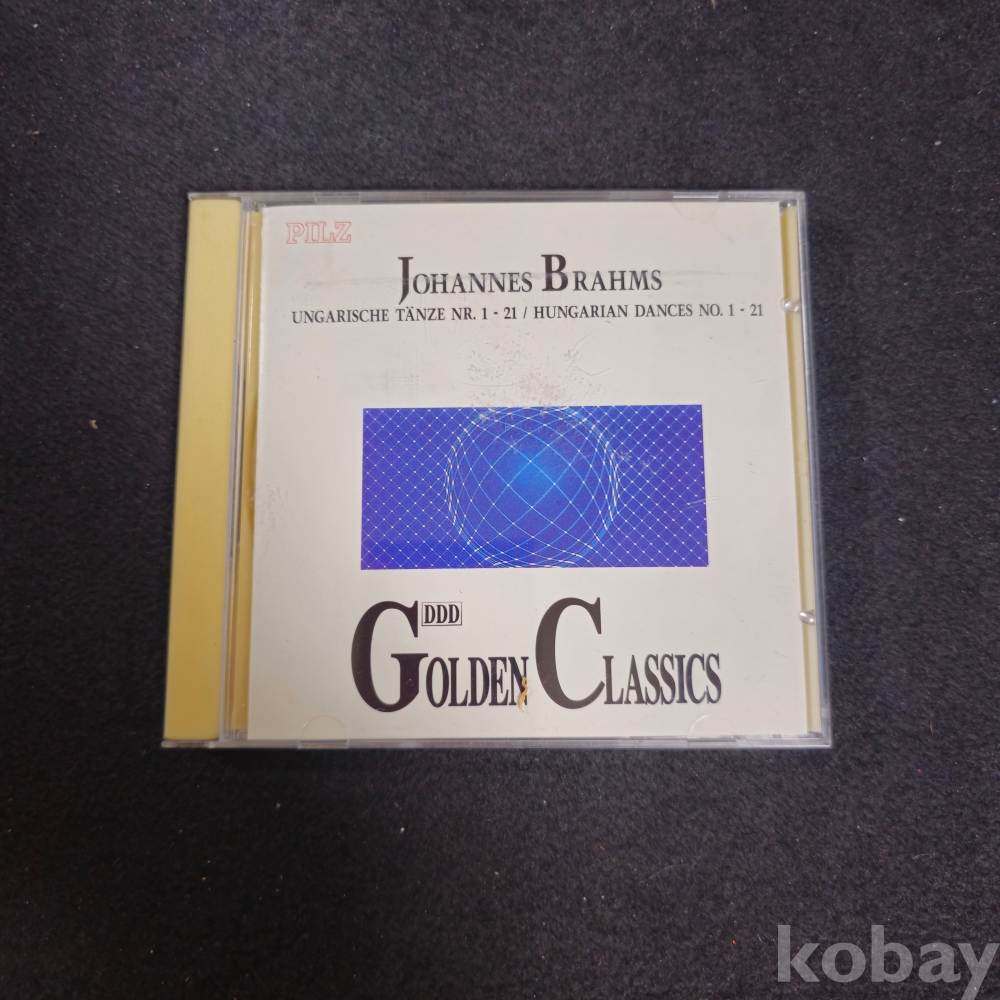 PILZ
JOHANNES BRAHMS
UNGARISCHE TÄNZE NR. 1 - 21 / HUNGARIAN DANCES NO. 1 - 21
DDD
GOLDEN CLASSICS
kobay